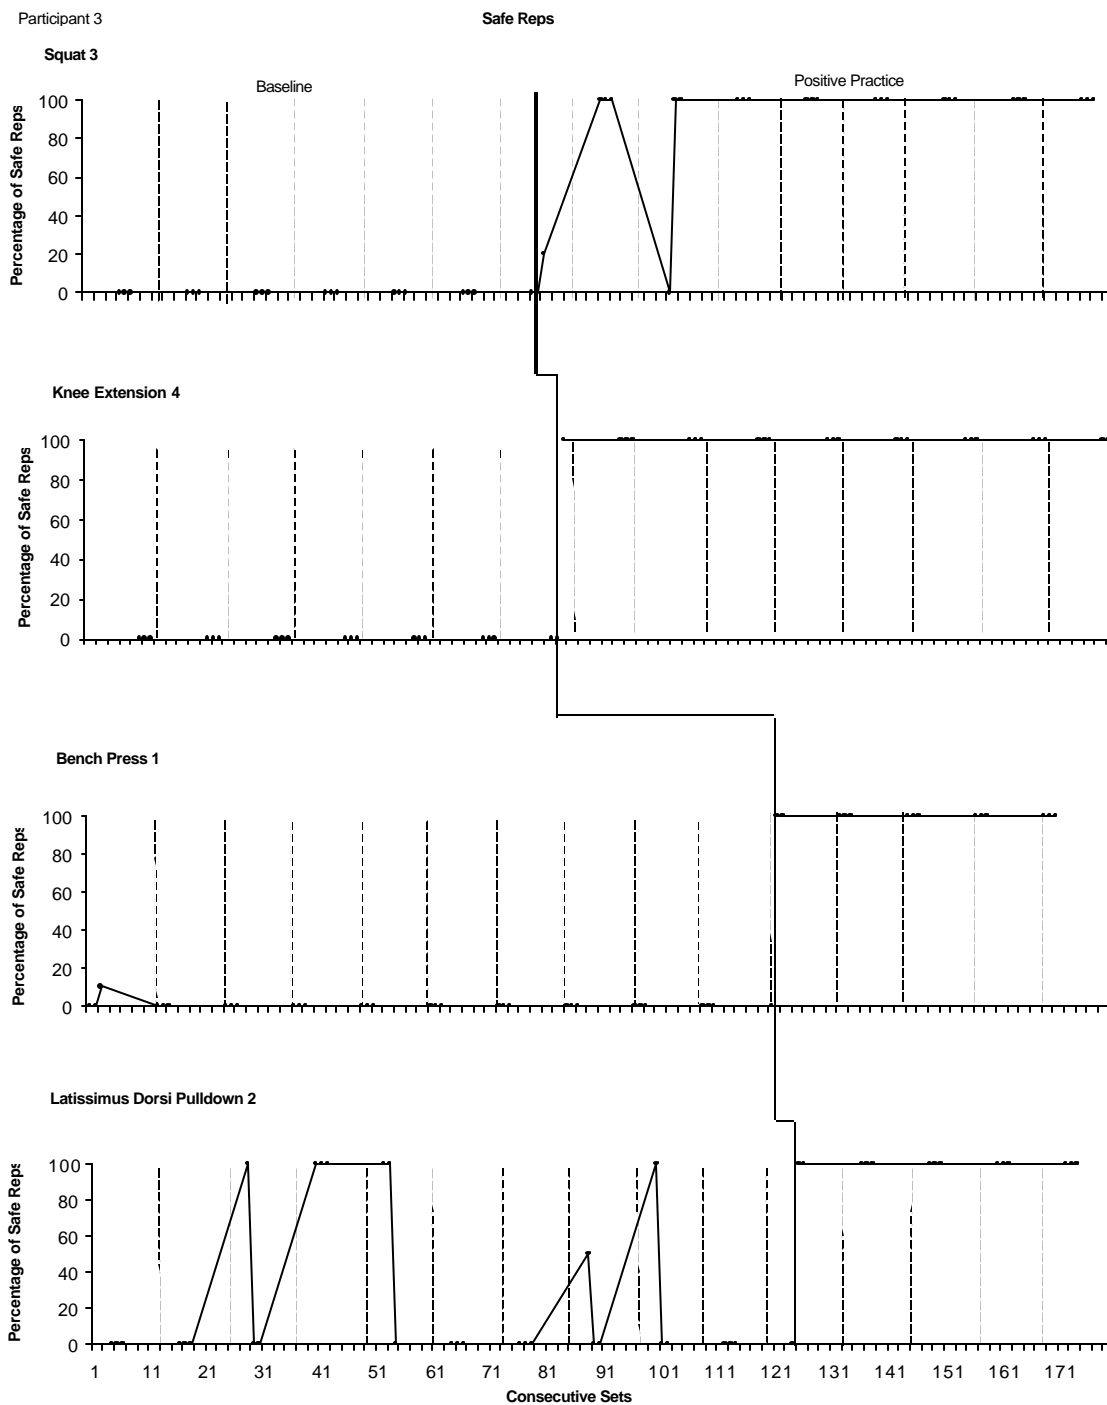 Participant 3
Safe Reps
Squat 3
Baseline
Positive Practice
Percentage of Safe Reps
100
80
60
40
20
0
Knee Extension 4
Percentage of Safe Reps
100
80
60
40
20
0
Bench Press 1
Percentage of Safe Reps
100
80
60
40
20
0
Latissimus Dorsi Pulldown 2
Percentage of Safe Reps
100
80
60
40
20
0
1 11 21 31 41 51 61 71 81 91 101 111 121 131 141 151 161 171
Consecutive Sets